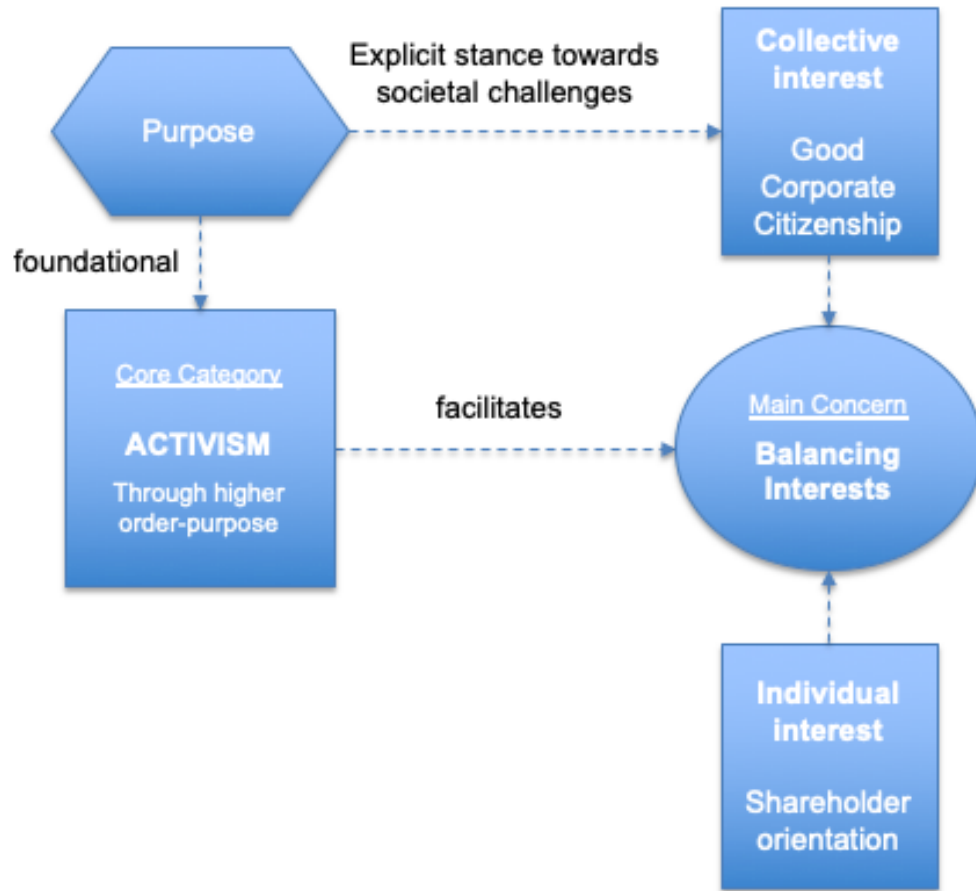 Purpose
Explicit stance towards
societal challenges
Collective
interest
Good
Corporate
Citizenship
foundational
Core Category
ACTIVISM
Through higher
order-purpose
facilitates
Main Concern
Balancing
Interests
Individual
interest
Shareholder
orientation